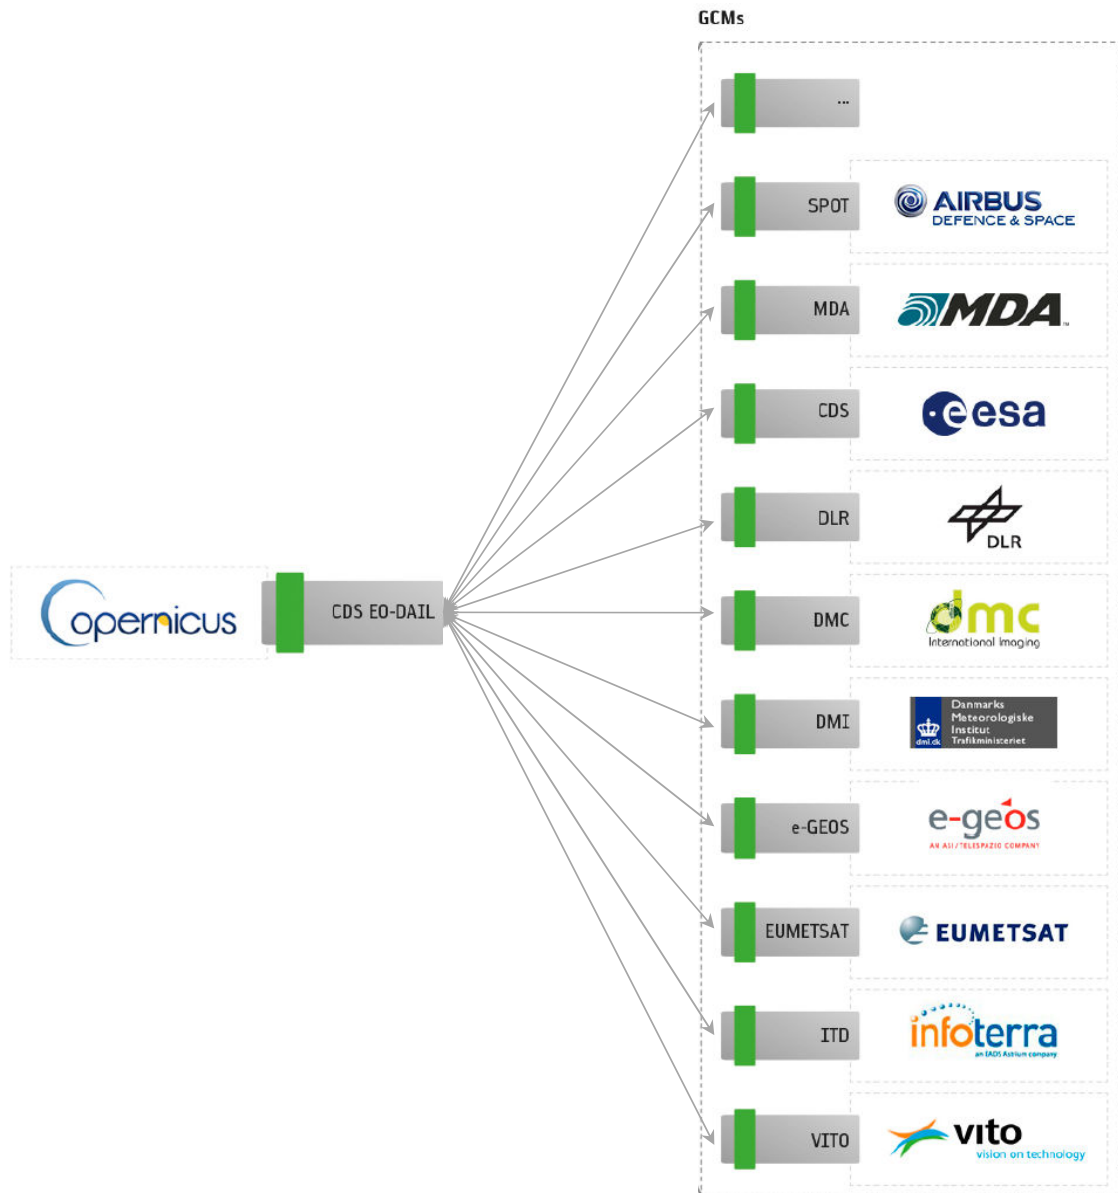 GCMs
...
SPOT
AIRBUS
DEFENCE & SPACE
MDA
MDA
CDS
eesa
DLR
DLR
Copernicus
CDS EO-DAIL
DMC
dmc
International Imaging
DMI
Danmarks
Meteorologiske
Institut
Trafikministeriet
dmi.dk
e-GEOS
e-geos
AN ASI / TELESPAZIO COMPANY
EUMETSAT
EUMETSAT
ITD
infoterra
an EADS Astrium company
VITO
vito
vision on technology